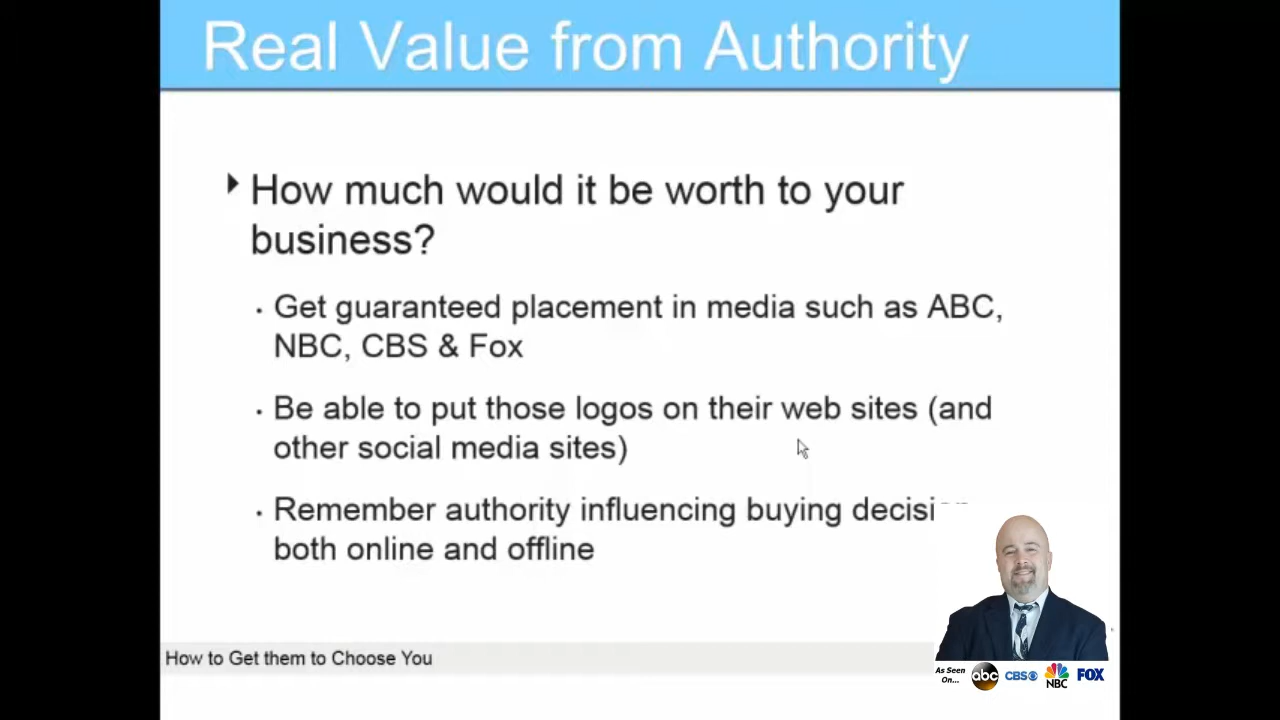 Real Value from Authority
How much would it be worth to your
business?
Get guaranteed placement in media such as ABC,
NBC, CBS & Fox
Be able to put those logos on their web sites (and
other social media sites)
Remember authority influencing buying
both online and offline
How to Get them to Choose You
As Seen
On...
abc CBS NBC FOX